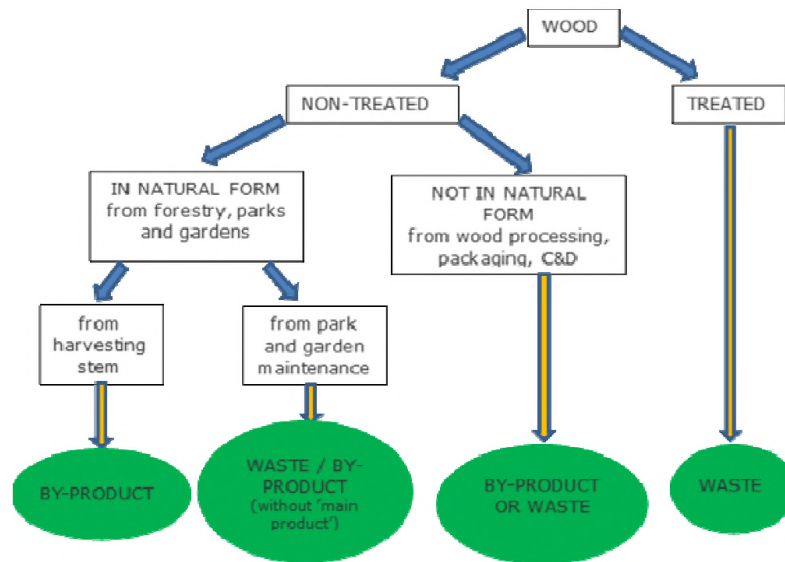 WOOD
NON-TREATED
TREATED
IN NATURAL FORM
from forestry, parks
and gardens
NOT IN NATURAL
FORM
from wood processing,
packaging, C&D
from
harvesting
stem
from park
and garden
maintenance
BY-PRODUCT
WASTE / BY-
PRODUCT
(without 'main
product')
BY-PRODUCT
OR WASTE
WASTE